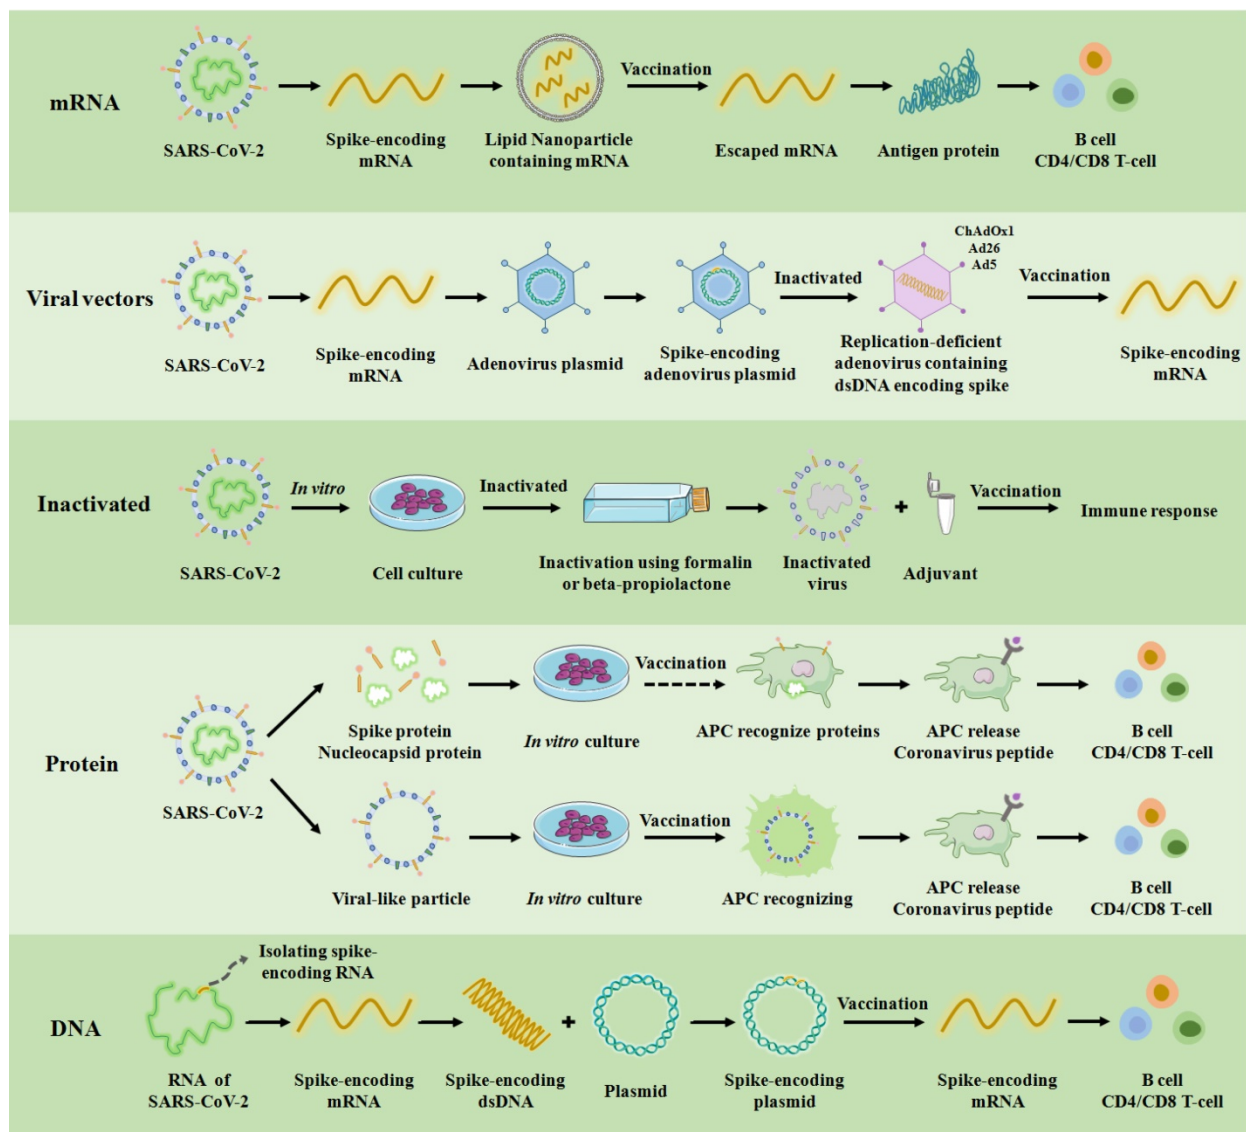 mRNA
SARS-CoV-2
Spike-encoding
mRNA
Lipid Nanoparticle
containing mRNA
Vaccination
Escaped mRNA
Antigen protein
B cell
CD4/CD8 T-cell
Viral vectors
SARS-CoV-2
Spike-encoding
mRNA
Adenovirus plasmid
Spike-encoding
adenovirus plasmid
Inactivated
ChAdOx1
Ad26
Ad5
Replication-deficient
adenovirus containing
dsDNA encoding spike
Vaccination
Spike-encoding
mRNA
Inactivated
SARS-CoV-2
In vitro
Cell culture
Inactivated
Inactivation using formalin
or beta-propiolactone
Inactivated
virus
+
Adjuvant
Vaccination
Immune response
Protein
SARS-CoV-2
Spike protein
Nucleocapsid protein
In vitro culture
Vaccination
APC recognize proteins
APC release
Coronavirus peptide
B cell
CD4/CD8 T-cell
Viral-like particle
In vitro culture
Vaccination
APC recognizing
APC release
Coronavirus peptide
B cell
CD4/CD8 T-cell
DNA
Isolating spike-
encoding RNA
RNA of
SARS-CoV-2
Spike-encoding
mRNA
Spike-encoding
dsDNA
+
Plasmid
Spike-encoding
plasmid
Vaccination
Spike-encoding
mRNA
B cell
CD4/CD8 T-cell